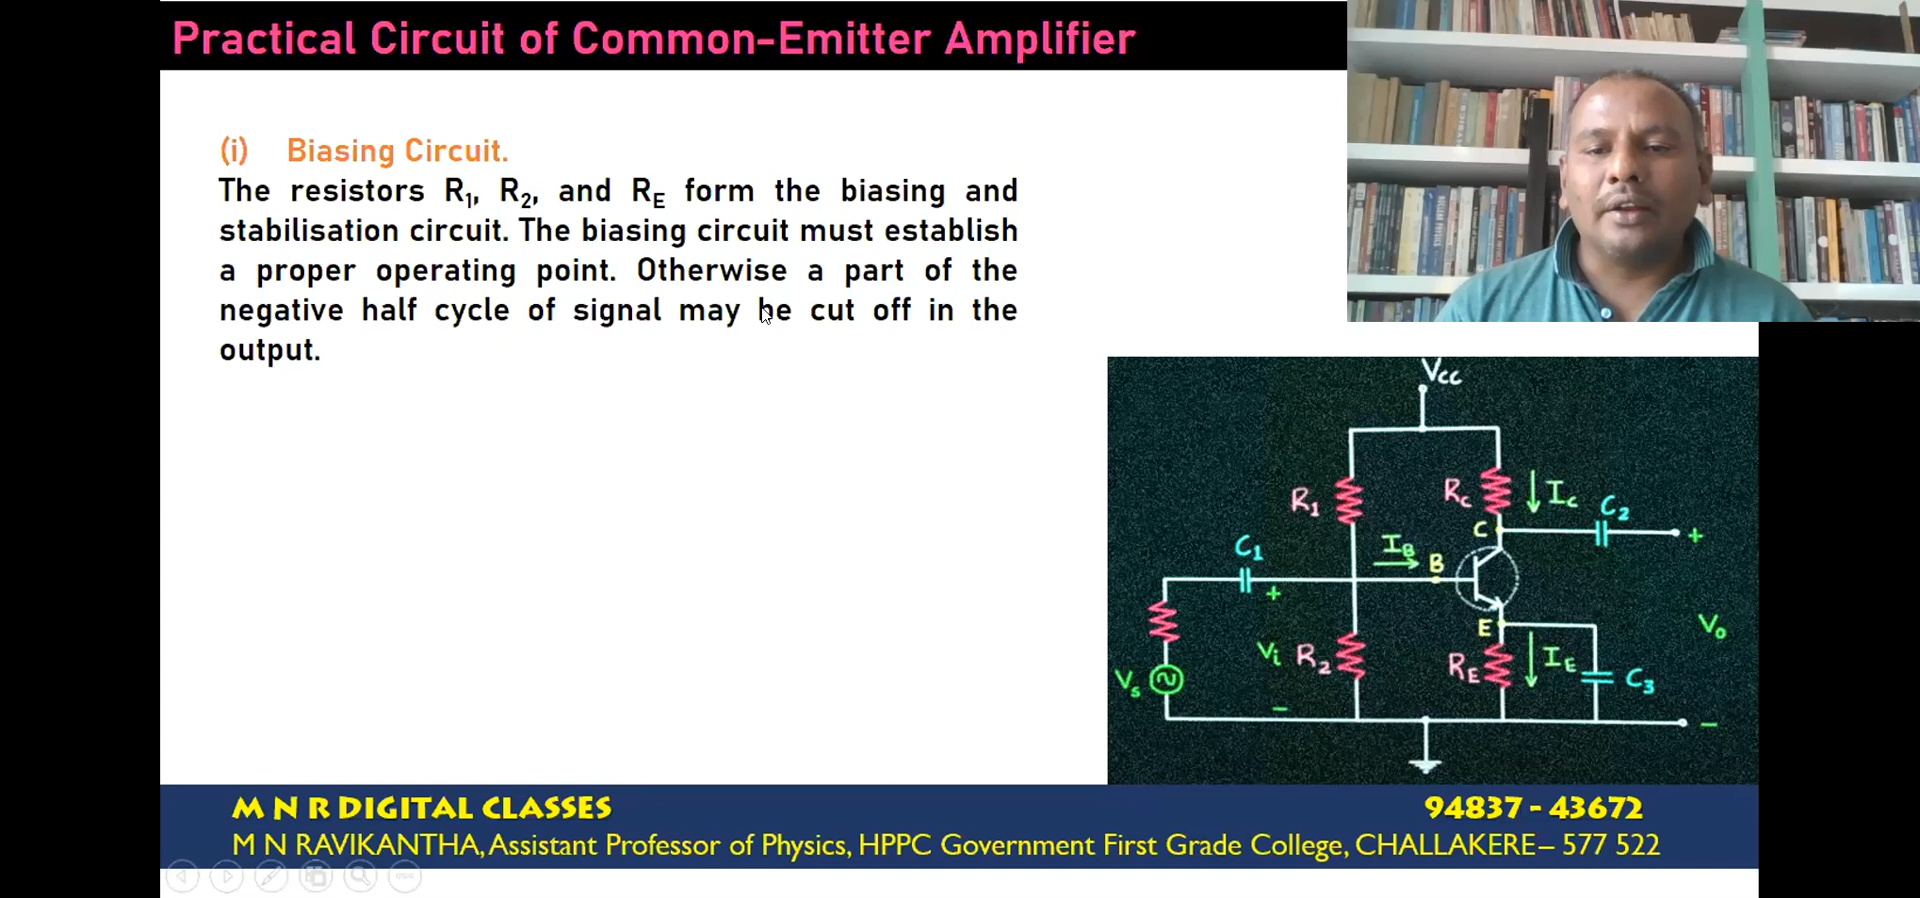 Practical Circuit of Common-Emitter Amplifier
(i) Biasing Circuit.
The resistors R1, R2, and RE form the biasing and
stabilisation circuit. The biasing circuit must establish
a proper operating point. Otherwise a part of the
negative half cycle of signal may be cut off in the
output.
Vcc
R1
Rc
Ic
C2
C
+
C1
IB
B
+
E
Vo
Vs
Vi
R2
RE
IE
C3
-
-
M N R DIGITAL CLASSES
94837 - 43672
M N RAVIKANTHA, Assistant Professor of Physics, HPPC Government First Grade College, CHALLAKERE – 577 522